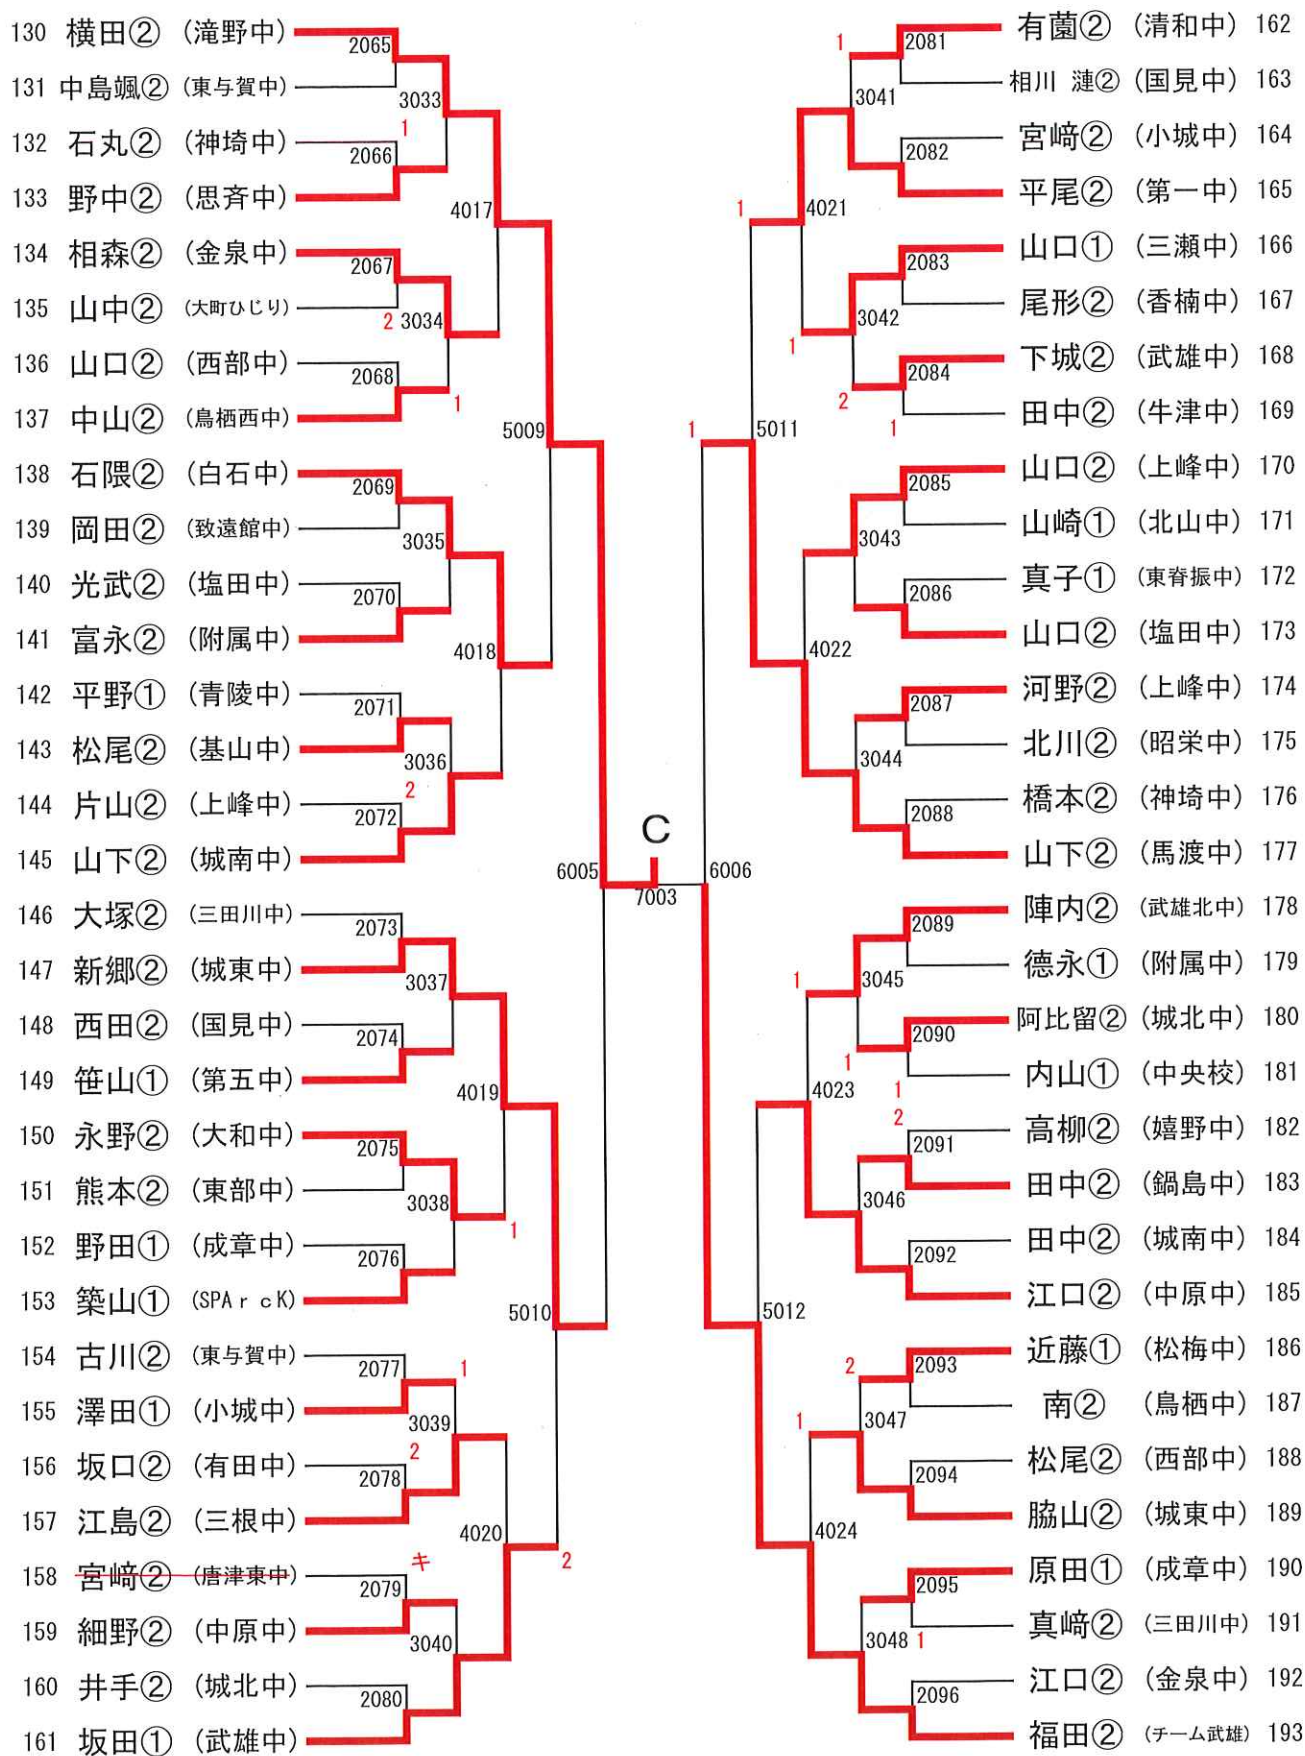 130 横田② (滝野中)
2065
131 中島颯② (東与賀中)
3033
1
132 石丸② (神埼中)
2066
133 野中② (思斉中)
4017
134 相森② (金泉中)
2067
135 山中② (大町ひじり)
2 3034
136 山口② (西部中)
2068
137 中山② (鳥栖西中)
1
5009
138 石隈② (白石中)
2069
139 岡田② (致遠館中)
3035
140 光武② (塩田中)
2070
141 富永② (附属中)
4018
142 平野① (青陵中)
2071
143 松尾② (基山中)
3036
2
144 片山② (上峰中)
2072
145 山下② (城南中)
6005
146 大塚② (三田川中)
2073
147 新郷② (城東中)
3037
148 西田② (国見中)
2074
149 笹山① (第五中)
4019
150 永野② (大和中)
2075
151 熊本② (東部中)
3038
1
152 野田① (成章中)
2076
153 築山① (SPArcK)
5010
154 古川② (東与賀中)
2077
1
155 澤田① (小城中)
3039
2
156 坂口② (有田中)
2078
157 江島② (三根中)
4020
2
158 宮﨑② (唐津東中)
キ
2079
159 細野② (中原中)
3040
160 井手② (城北中)
2080
161 坂田① (武雄中)
C
7003
有薗② (清和中) 162
1
2081
相川 漣② (国見中) 163
3041
宮﨑② (小城中) 164
2082
平尾② (第一中) 165
1
4021
山口① (三瀬中) 166
2083
尾形② (香楠中) 167
3042
1
下城② (武雄中) 168
2084
2
田中② (牛津中) 169
1
1
5011
山口② (上峰中) 170
2085
山崎① (北山中) 171
3043
真子① (東脊振中) 172
2086
山口② (塩田中) 173
4022
河野② (上峰中) 174
2087
北川② (昭栄中) 175
3044
橋本② (神埼中) 176
2088
山下② (馬渡中) 177
6006
陣内② (武雄北中) 178
2089
德永① (附属中) 179
1
3045
阿比留② (城北中) 180
2090
1
内山① (中央校) 181
4023
1
2
高柳② (嬉野中) 182
2091
田中② (鍋島中) 183
3046
田中② (城南中) 184
2092
江口② (中原中) 185
5012
近藤① (松梅中) 186
2
2093
南② (鳥栖中) 187
1
3047
松尾② (西部中) 188
2094
脇山② (城東中) 189
4024
原田① (成章中) 190
2095
真﨑② (三田川中) 191
3048 1
江口② (金泉中) 192
2096
福田② (チーム武雄) 193